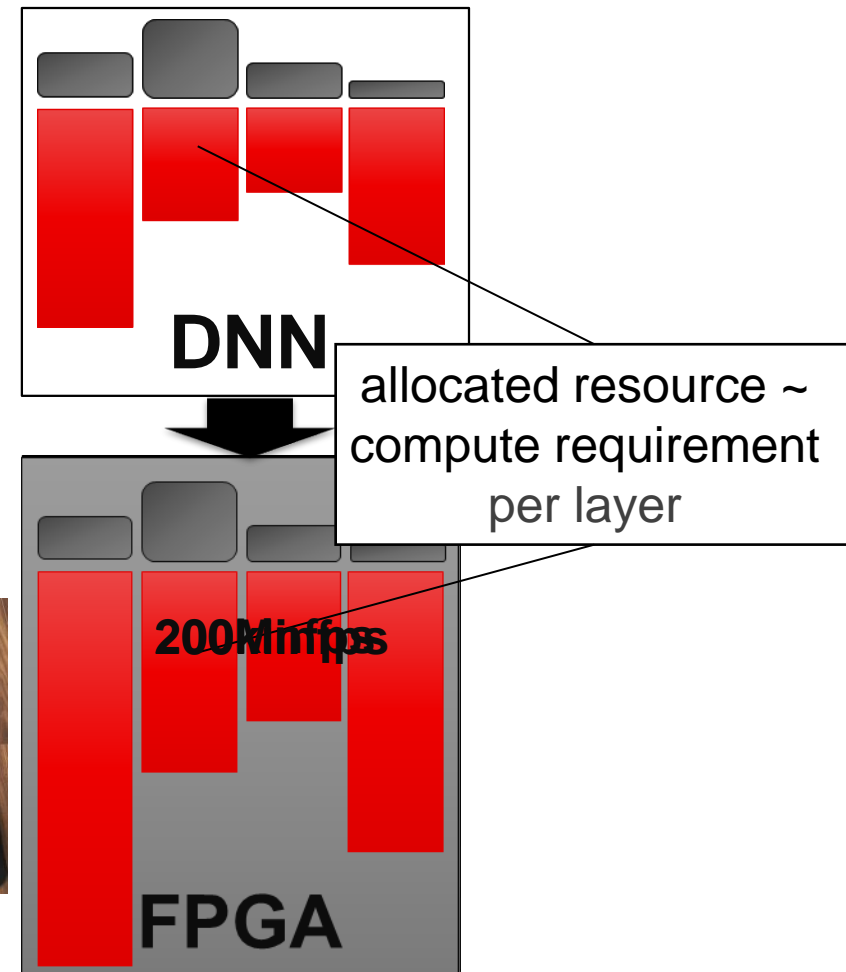 DNN
allocated resource ~
compute requirement
per layer
FPGA